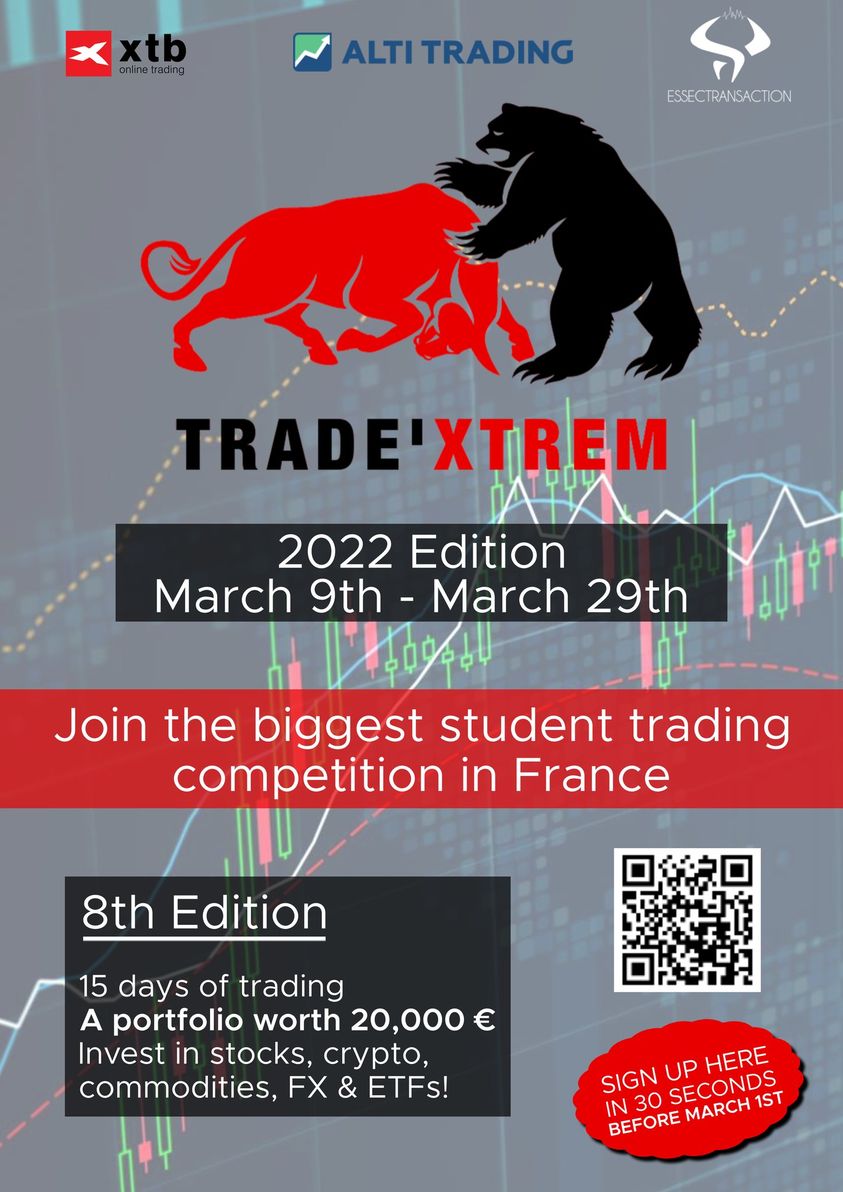 xtb
online trading
ALTI TRADING
ESSECTRANSACTION
TRADE'XTREM
2022 Edition
March 9th - March 29th
Join the biggest student trading
competition in France
8th Edition
15 days of trading
A portfolio worth 20,000 €
Invest in stocks, crypto,
commodities, FX & ETFs!
SIGN UP HERE
IN 30 SECONDS
BEFORE MARCH 1ST